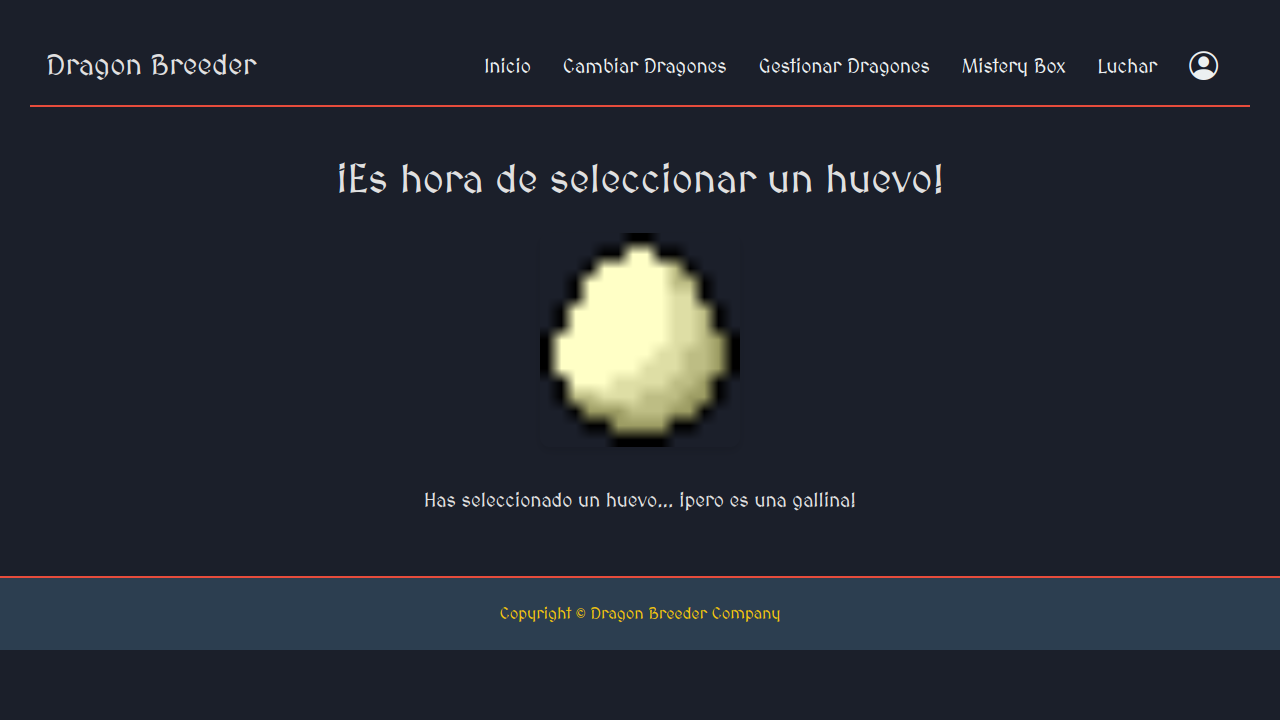 Dragon Breeder
Inicio
Cambiar Dragones
Gestionar Dragones
Mistery Box
Luchar
¡Es hora de seleccionar un huevo!
Has seleccionado un huevo... ¡pero es una gallina!
Copyright © Dragon Breeder Company